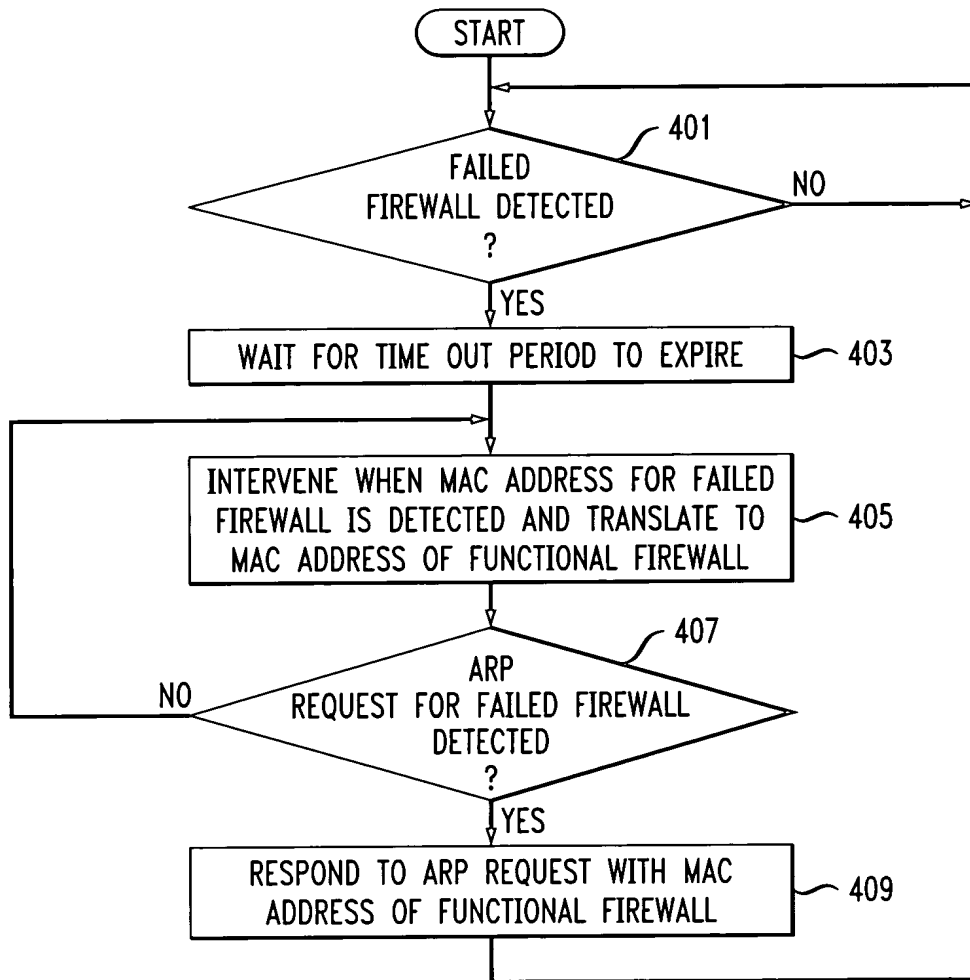 START
401
FAILED
FIREWALL DETECTED
?
NO
YES
WAIT FOR TIME OUT PERIOD TO EXPIRE
403
INTERVENE WHEN MAC ADDRESS FOR FAILED
FIREWALL IS DETECTED AND TRANSLATE TO
MAC ADDRESS OF FUNCTIONAL FIREWALL
405
407
ARP
REQUEST FOR FAILED FIREWALL
DETECTED
?
NO
YES
RESPOND TO ARP REQUEST WITH MAC
ADDRESS OF FUNCTIONAL FIREWALL
409